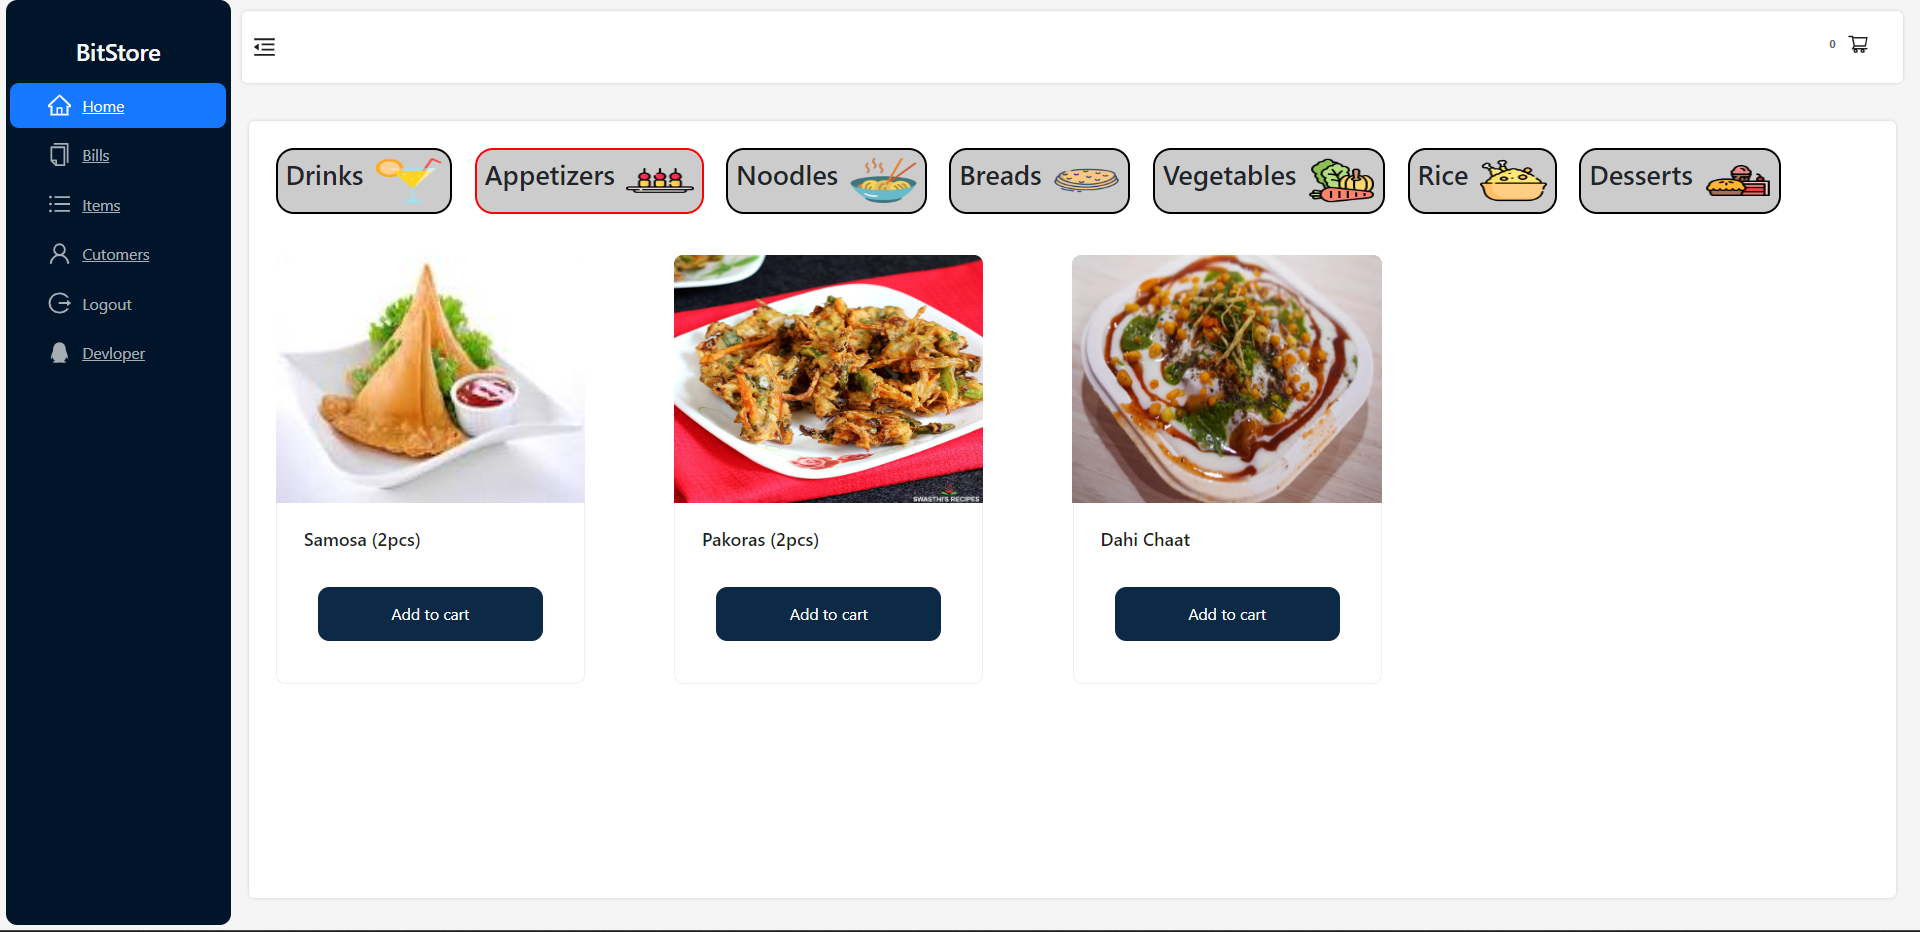 BitStore
Home
Bills
Items
Cutomers
Logout
Devloper
0
Drinks
Appetizers
Noodles
Breads
Vegetables
Rice
Desserts
SWASTHI'S RECIPES
Samosa (2pcs)
Pakoras (2pcs)
Dahi Chaat
Add to cart
Add to cart
Add to cart